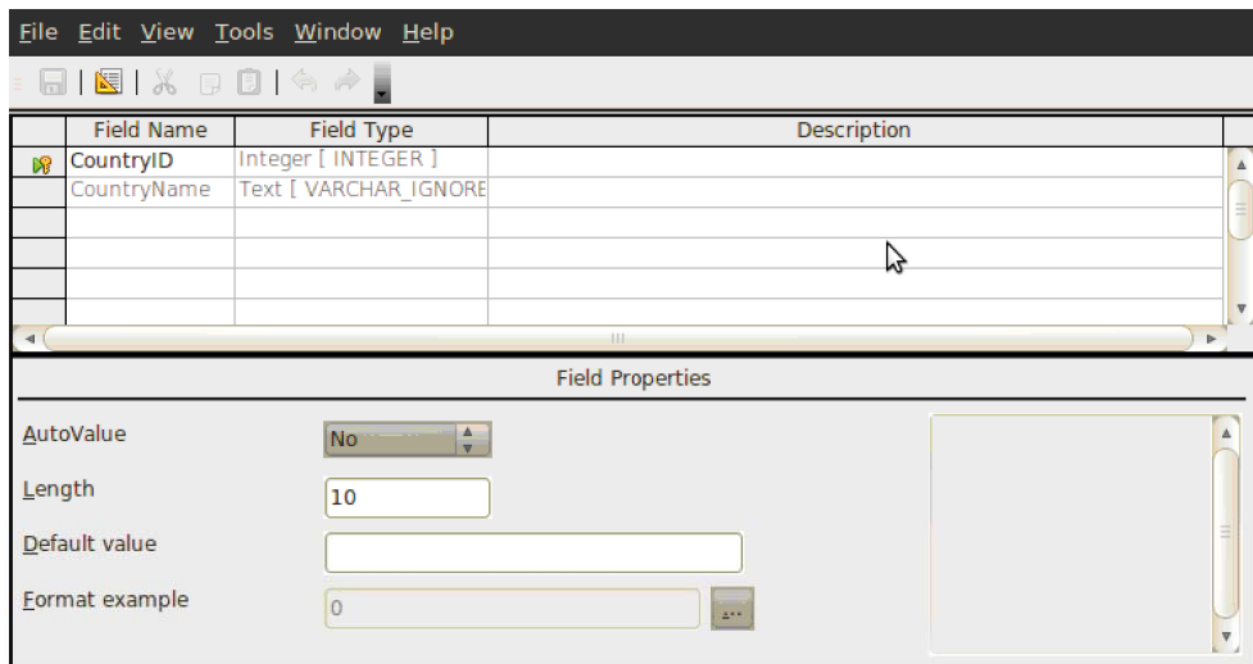 File Edit View Tools Window Help
Field Name Field Type Description
CountryID Integer [ INTEGER ]
CountryName Text [ VARCHAR_IGNORE
Field Properties
AutoValue No
Length 10
Default value
Format example 0 ...